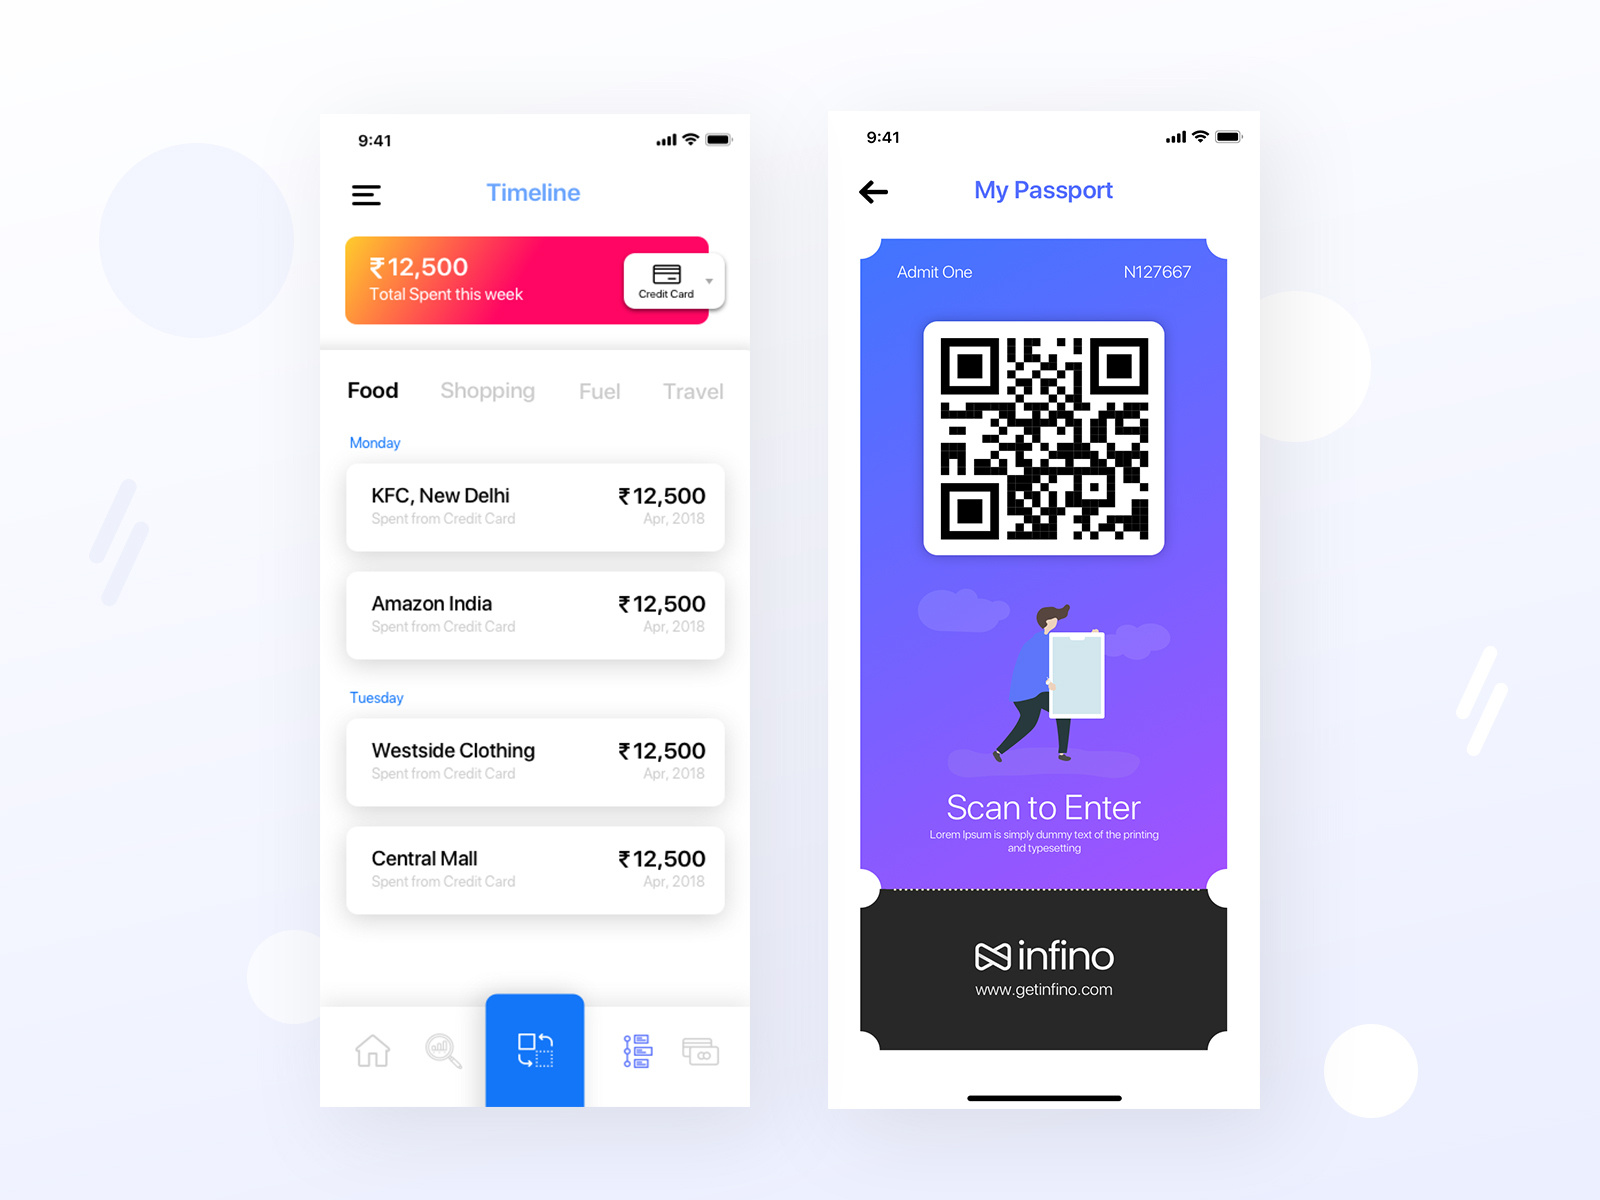 9:41
Timeline
₹12,500
Total Spent this week
Credit Card
Food Shopping Fuel Travel
Monday
KFC, New Delhi ₹12,500
Spent from Credit Card Apr, 2018
Amazon India ₹12,500
Spent from Credit Card Apr, 2018
Tuesday
Westside Clothing ₹12,500
Spent from Credit Card Apr, 2018
Central Mall ₹12,500
Spent from Credit Card Apr, 2018
9:41
My Passport
Admit One N127667
Scan to Enter
Lorem Ipsum is simply dummy text of the printing
and typesetting
infino
www.getinfino.com